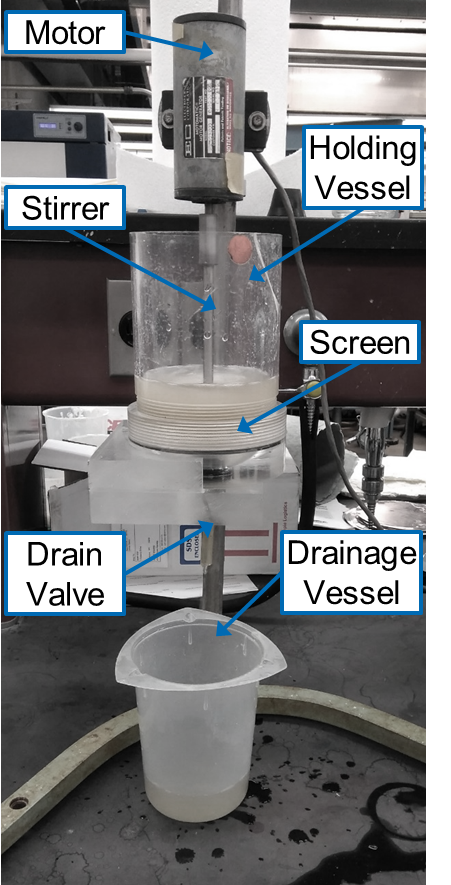 Motor
Holding
Vessel
Stirrer
Screen
Drain
Valve
Drainage
Vessel